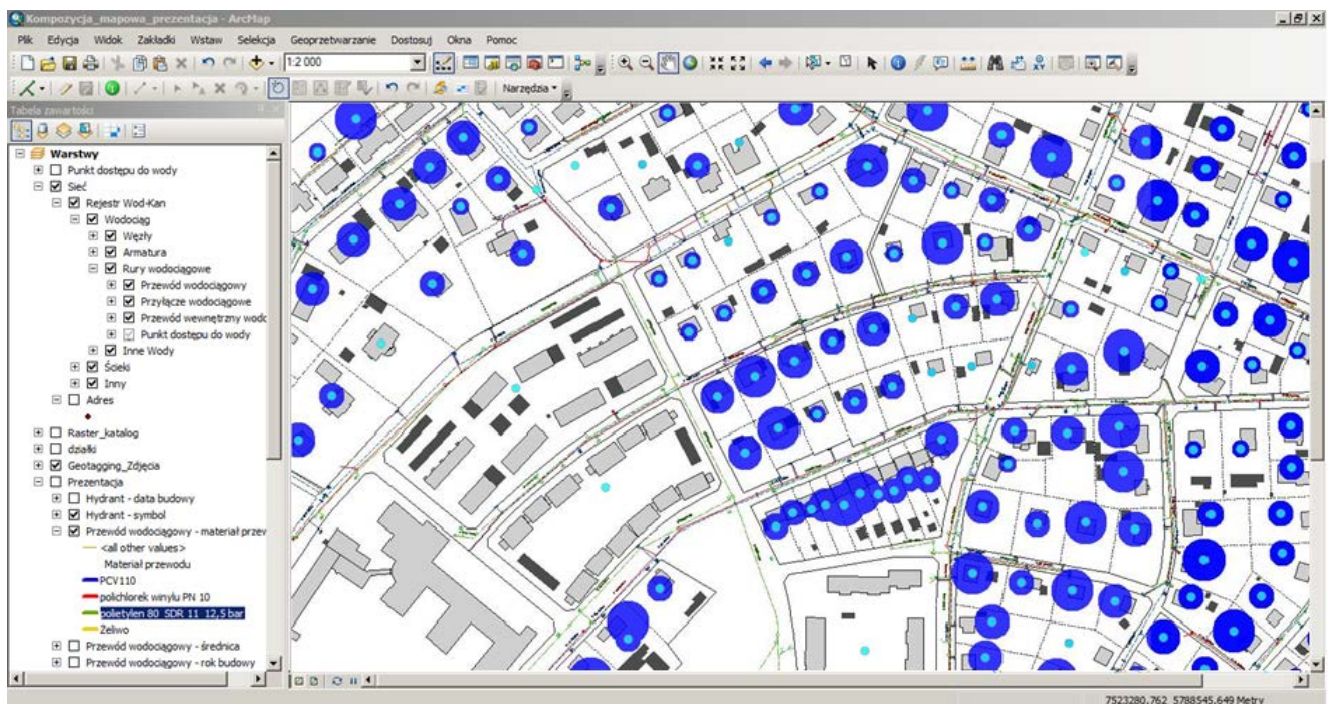 Kompozycja_mapowa_prezentacja - ArcMap
Plik Edycja Widok Zakładki Wstaw Selekcja Geoprzetwarzanie Dostosuj Okna Pomoc
1:2 000
Narzędzia
Tabela zawartości
Warstwy
Punkt dostępu do wody
Sieć
Rejestr Wod-Kan
Wodociąg
Węzły
Armatura
Rury wodociągowe
Przewód wodociągowy
Przyłącze wodociągowe
Przewód wewnętrzny wodc
Punkt dostępu do wody
Inne Wody
Ścieki
Inny
Adres
Raster_katalog
działki
Geotagging_Zdjęcia
Prezentacja
Hydrant - data budowy
Hydrant - symbol
Przewód wodociągowy - materiał przew
<all other values>
Materiał przewodu
PCV110
polichlorek winylu PN 10
polietylen 80 SDR 11 12,5 bar
Żeliwo
Przewód wodociągowy - średnica
Przewód wodociągowy - rok budowy
7523280,762 5788545,649 Metry